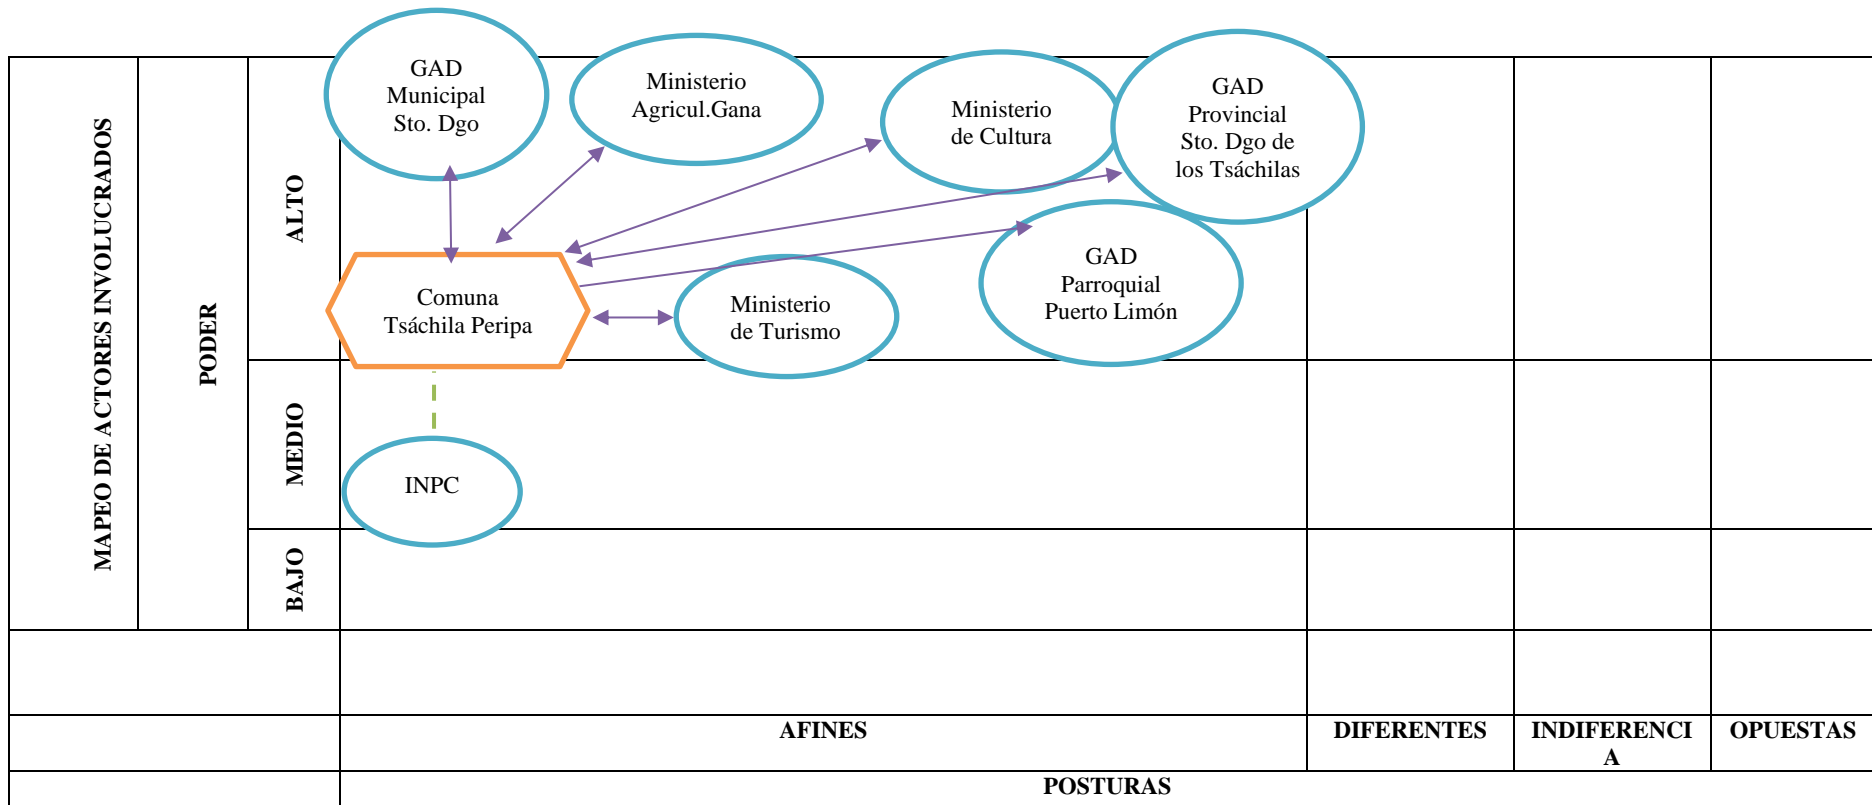 MAPEO DE ACTORES INVOLUCRADOS
PODER
ALTO
GAD
Municipal
Sto. Dgo
Ministerio
Agricul.Gana
Ministerio
de Cultura
GAD
Provincial
Sto. Dgo de
los Tsáchilas
Comuna
Tsáchila Peripa
Ministerio
de Turismo
GAD
Parroquial
Puerto Limón
MEDIO
INPC
BAJO
AFINES
DIFERENTES
INDIFERENCI
A
OPUESTAS
POSTURAS